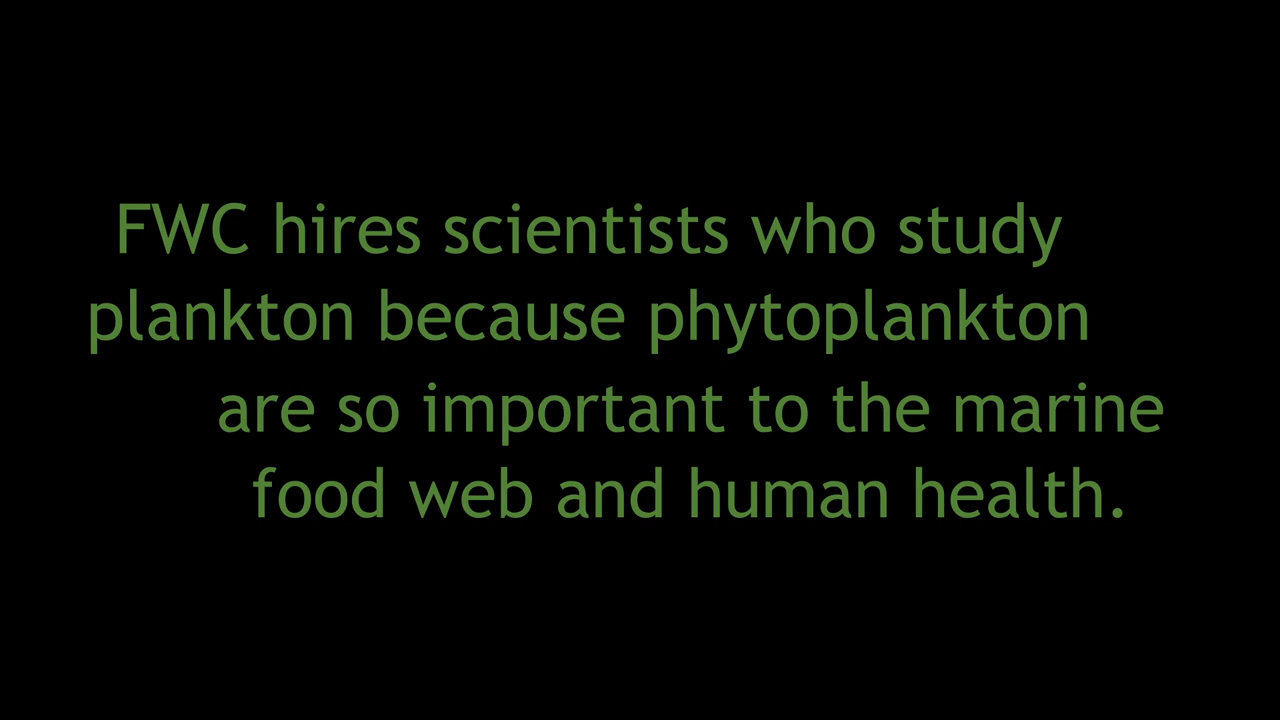 FWC hires scientists who study
plankton because phytoplankton
are so important to the marine
food web and human health.